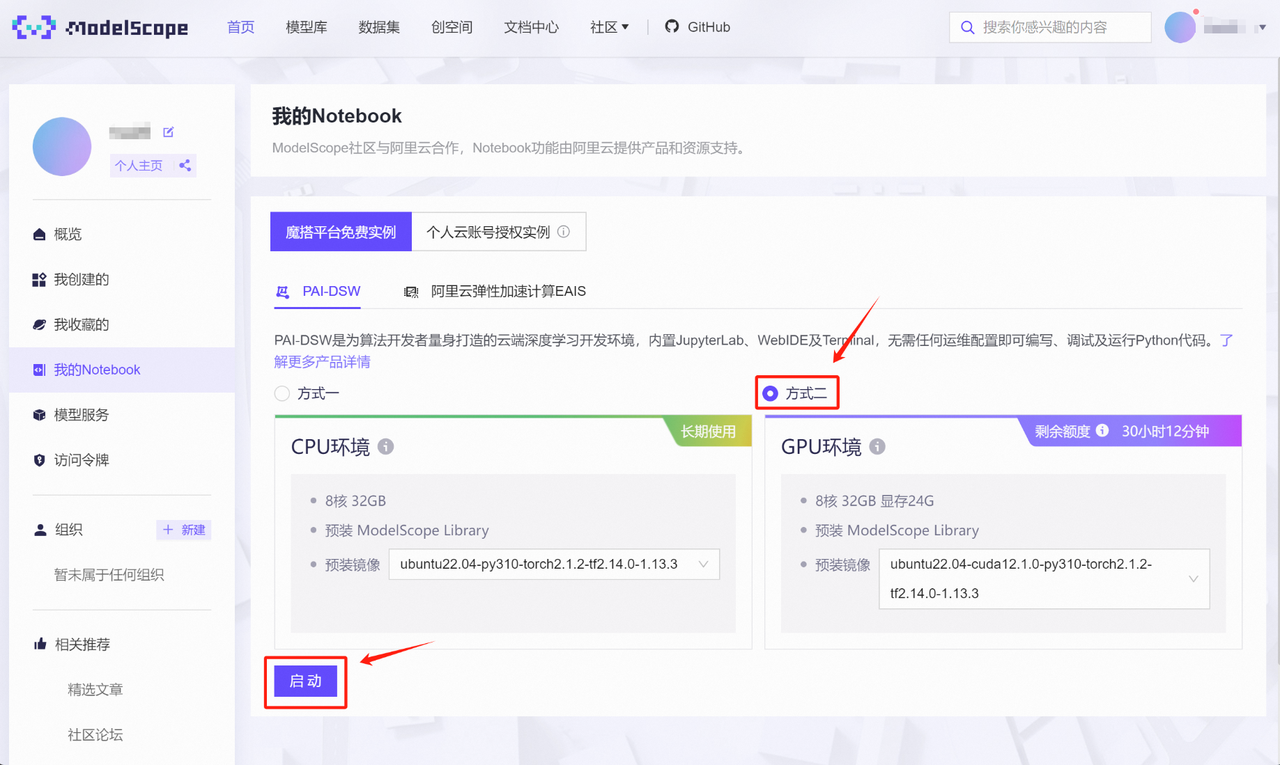 ModelScope
首页
模型库
数据集
创空间
文档中心
社区
GitHub
搜索你感兴趣的内容
个人主页
概览
我创建的
我收藏的
我的Notebook
模型服务
访问令牌
组织
+ 新建
暂未属于任何组织
相关推荐
精选文章
社区论坛
我的Notebook
ModelScope社区与阿里云合作，Notebook功能由阿里云提供产品和资源支持。
魔搭平台免费实例
个人云账号授权实例
PAI-DSW
阿里云弹性加速计算EAIS
PAI-DSW是为算法开发者量身打造的云端深度学习开发环境，内置JupyterLab、WebIDE及Terminal，无需任何运维配置即可编写、调试及运行Python代码。了
解更多产品详情
方式一
长期使用
CPU环境
8核 32GB
预装 ModelScope Library
预装镜像
ubuntu22.04-py310-torch2.1.2-tf2.14.0-1.13.3
方式二
剩余额度 30小时12分钟
GPU环境
8核 32GB 显存24G
预装 ModelScope Library
预装镜像
ubuntu22.04-cuda12.1.0-py310-torch2.1.2-
tf2.14.0-1.13.3
启动